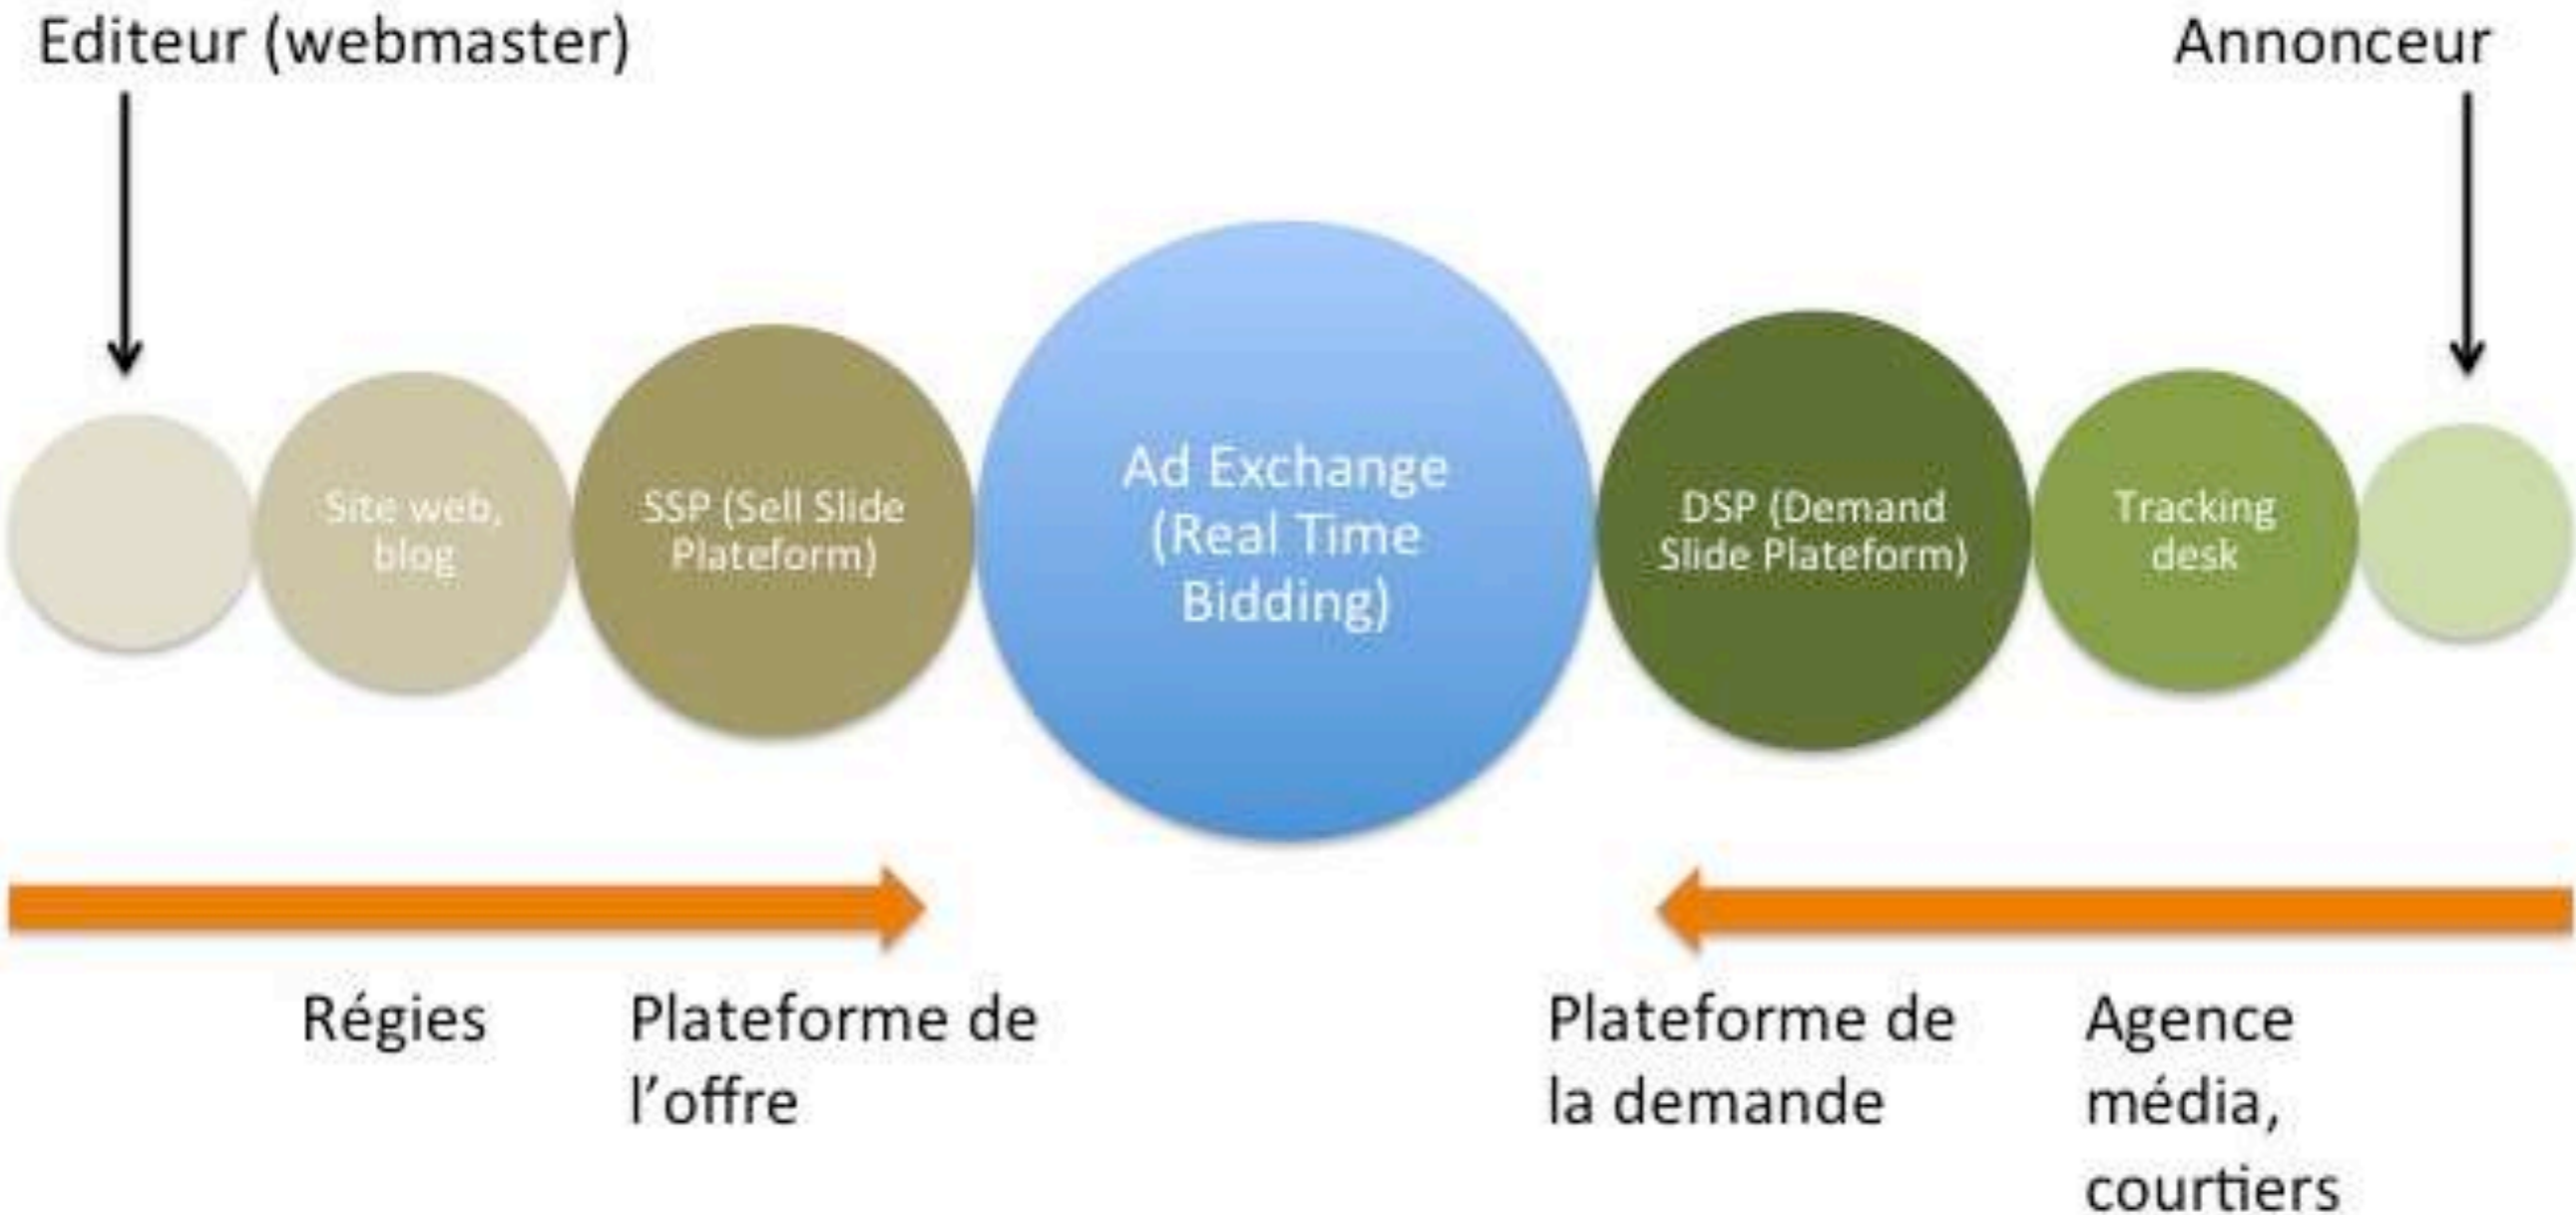 Editeur (webmaster)
Annonceur
Site web,
blog
SSP (Sell Slide
Plateform)
Ad Exchange
(Real Time
Bidding)
DSP (Demand
Slide Plateform)
Tracking
desk
Régies
Plateforme de
l’offre
Plateforme de
la demande
Agence
média,
courtiers